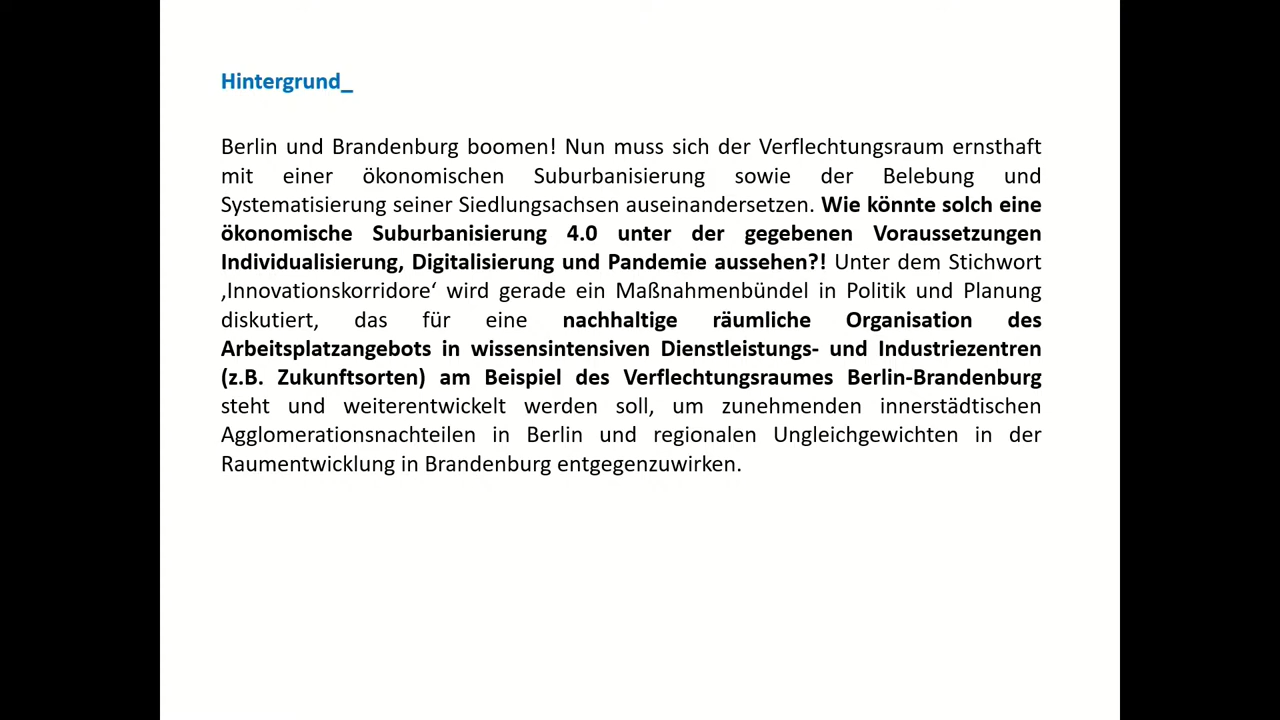 Hintergrund_
Berlin und Brandenburg boomen! Nun muss sich der Verflechtungsraum ernsthaft
mit einer ökonomischen Suburbanisierung sowie der Belebung und
Systematisierung seiner Siedlungsachsen auseinandersetzen. Wie könnte solch eine
ökonomische Suburbanisierung 4.0 unter der gegebenen Voraussetzungen
Individualisierung, Digitalisierung und Pandemie aussehen?! Unter dem Stichwort
‚Innovationskorridore‘ wird gerade ein Maßnahmenbündel in Politik und Planung
diskutiert, das für eine nachhaltige räumliche Organisation des
Arbeitsplatzangebots in wissensintensiven Dienstleistungs- und Industriezentren
(z.B. Zukunftsorten) am Beispiel des Verflechtungsraumes Berlin-Brandenburg
steht und weiterentwickelt werden soll, um zunehmenden innerstädtischen
Agglomerationsnachteilen in Berlin und regionalen Ungleichgewichten in der
Raumentwicklung in Brandenburg entgegenzuwirken.